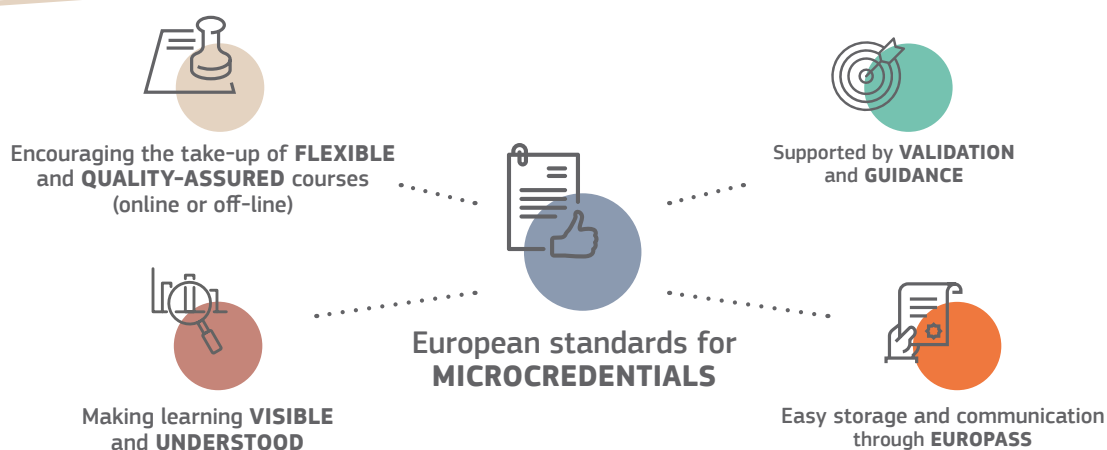 Encouraging the take-up of FLEXIBLE
and QUALITY-ASSURED courses
(online or off-line)
Supported by VALIDATION
and GUIDANCE
European standards for
MICROCREDENTIALS
Making learning VISIBLE
and UNDERSTOOD
Easy storage and communication
through EUROPASS